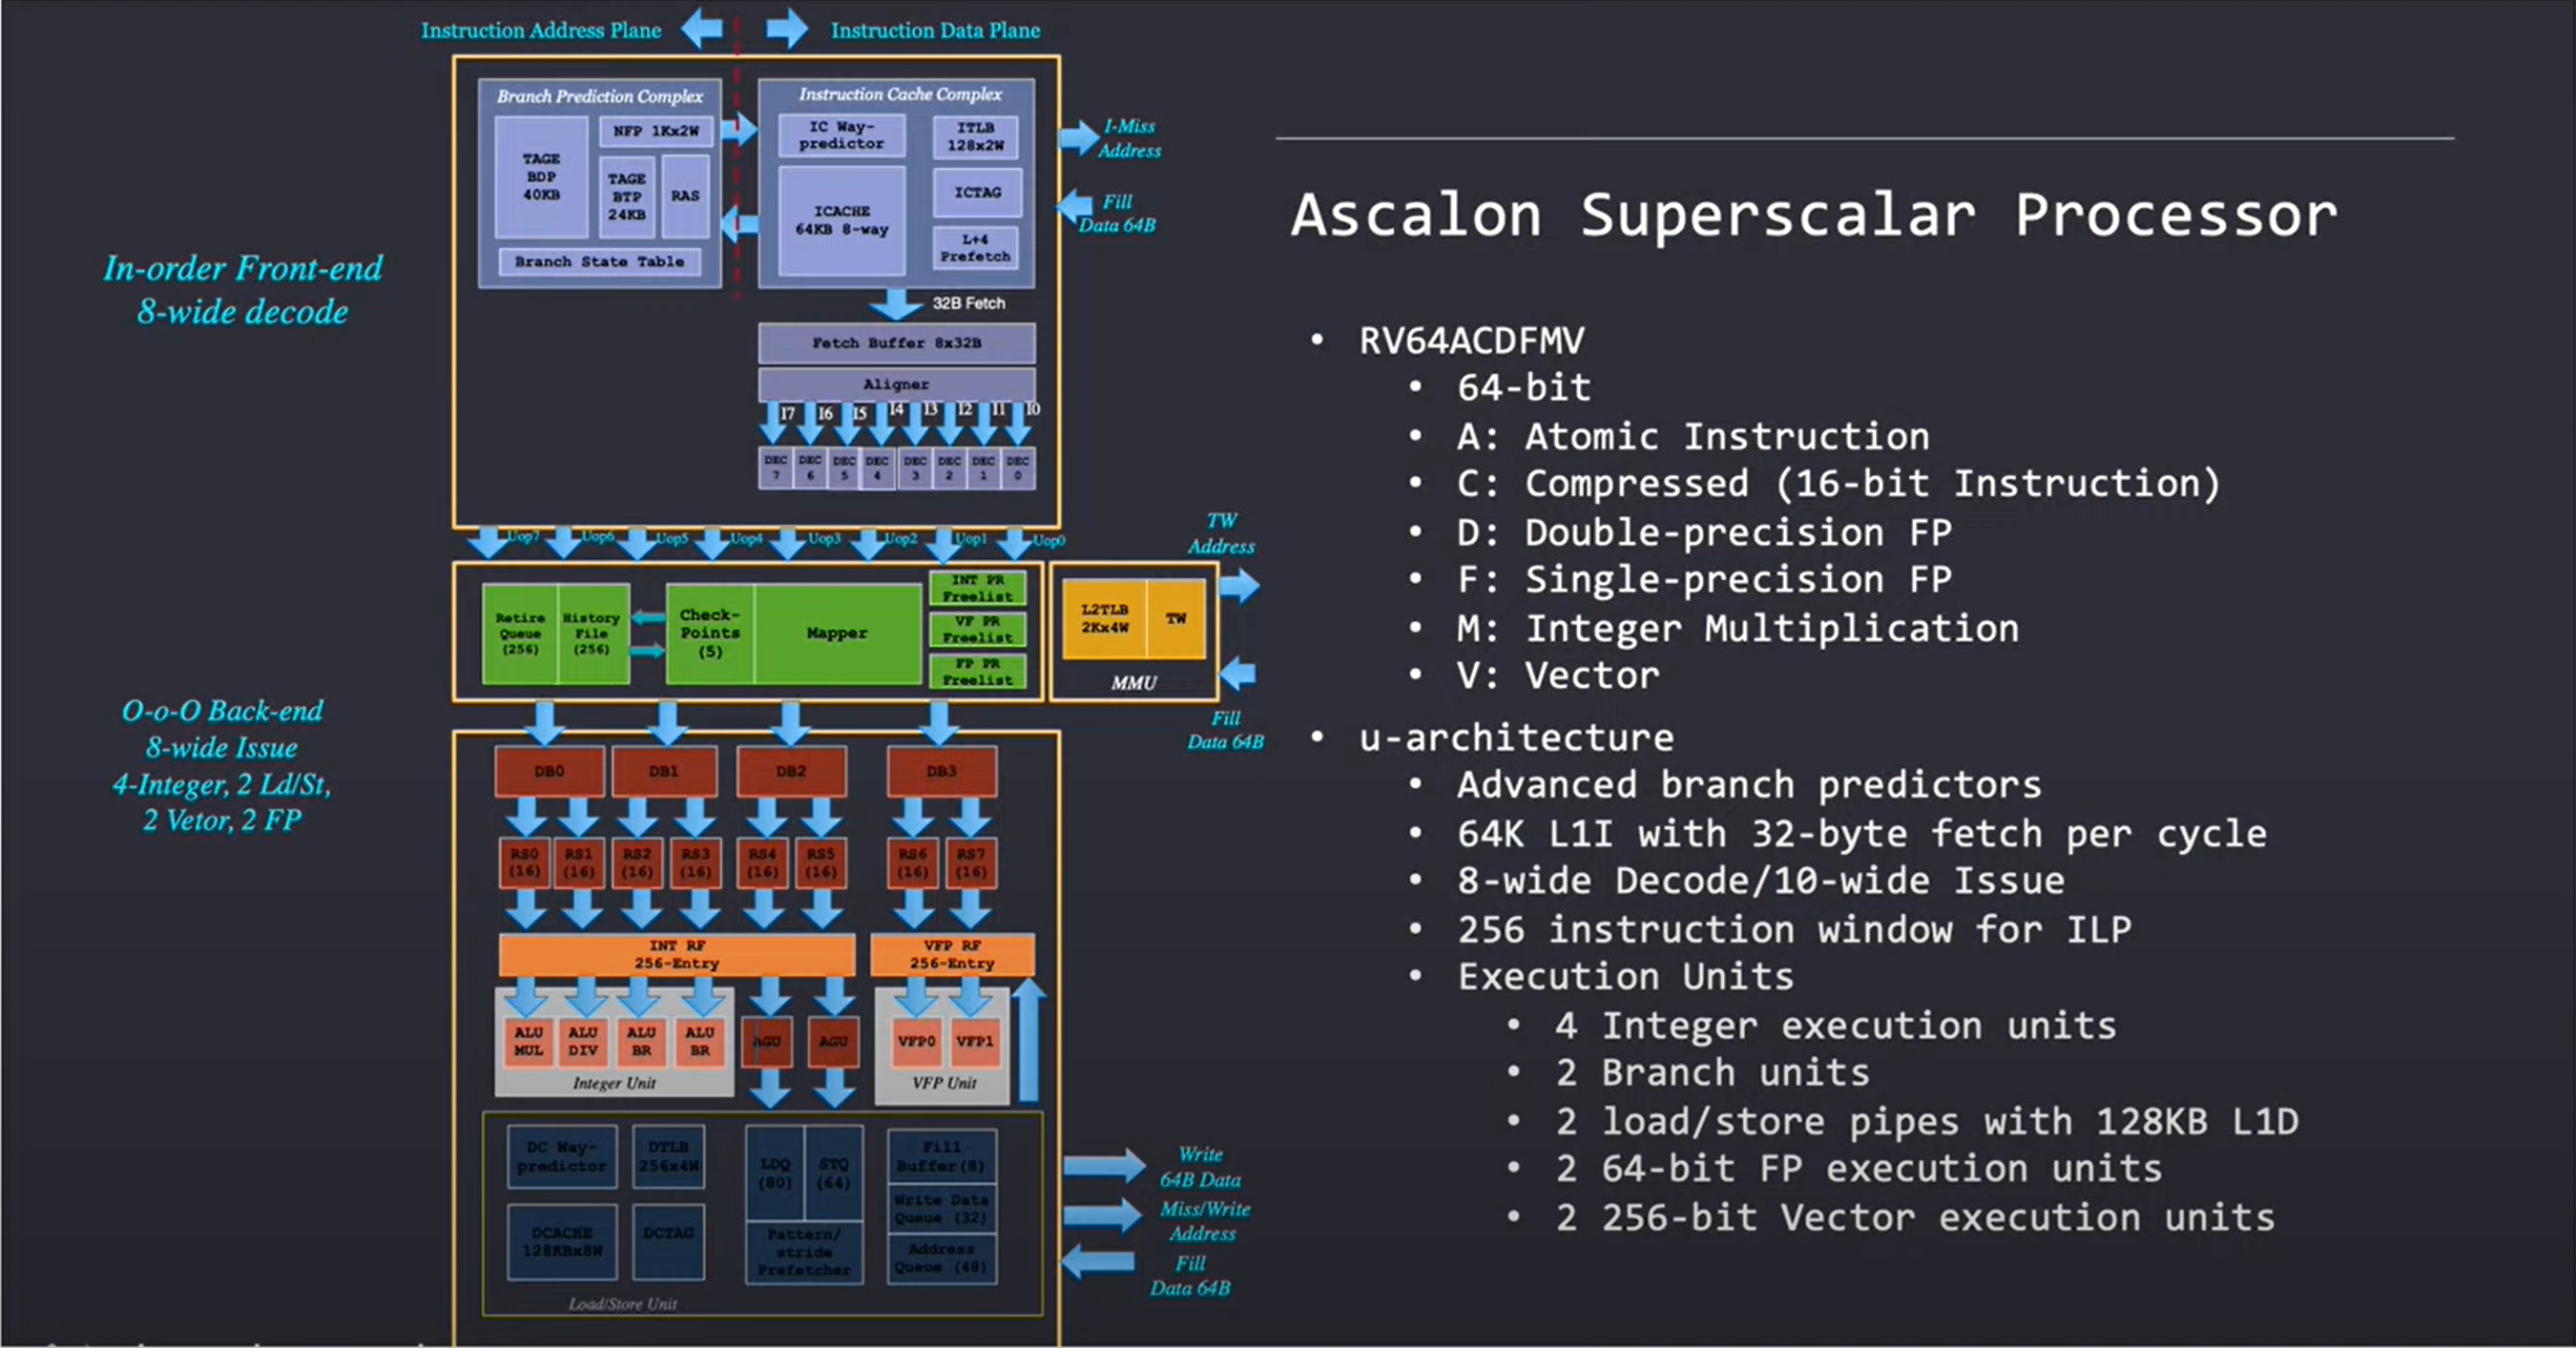 Instruction Address Plane
Instruction Data Plane
Branch Prediction Complex
TAGE
BDP
40KB
NFP 1Kx2W
TAGE
BTP
24KB
RAS
Branch State Table
Instruction Cache Complex
IC Way-
predictor
ITLB
128x2W
ICACHE
64KB 8-way
ICTAG
L+4
Prefetch
I-Miss
Address
Fill
Data 64B
In-order Front-end
8-wide decode
32B Fetch
Fetch Buffer 8x32B
Aligner
I7 I6 I5 I4 I3 I2 I1 I0
DEC
7
DEC
6
DEC
5
DEC
4
DEC
3
DEC
2
DEC
1
DEC
0
Uop7 Uop6 Uop5 Uop4 Uop3 Uop2 Uop1 Uop0
TW
Address
Retire
Queue
(256)
History
File
(256)
Check-
Points
(5)
Mapper
INT PR
Freelist
VF PR
Freelist
FP PR
Freelist
L2TLB
2Kx4W
TW
MMU
Fill
Data 64B
O-o-O Back-end
8-wide Issue
4-Integer, 2 Ld/St,
2 Vetor, 2 FP
DB0
DB1
DB2
DB3
RS0
(16)
RS1
(16)
RS2
(16)
RS3
(16)
RS4
(16)
RS5
(16)
RS6
(16)
RS7
(16)
INT RF
256-Entry
VFP RF
256-Entry
ALU
MUL
ALU
DIV
ALU
BR
ALU
BR
Integer Unit
AGU
AGU
VFP0
VFP1
VFP Unit
DC Way-
predictor
DTLB
256x4W
LDQ
(80)
STQ
(64)
Fill
Buffer(8)
Write Data
Queue (32)
Address
Queue (48)
DCACHE
128KBx8W
DCTAG
Pattern/
stride
Prefetcher
Load/Store Unit
Write
64B Data
Miss/Write
Address
Fill
Data 64B
Ascalon Superscalar Processor
• RV64ACDFMV
• 64-bit
• A: Atomic Instruction
• C: Compressed (16-bit Instruction)
• D: Double-precision FP
• F: Single-precision FP
• M: Integer Multiplication
• V: Vector
• u-architecture
• Advanced branch predictors
• 64K L1I with 32-byte fetch per cycle
• 8-wide Decode/10-wide Issue
• 256 instruction window for ILP
• Execution Units
• 4 Integer execution units
• 2 Branch units
• 2 load/store pipes with 128KB L1D
• 2 64-bit FP execution units
• 2 256-bit Vector execution units